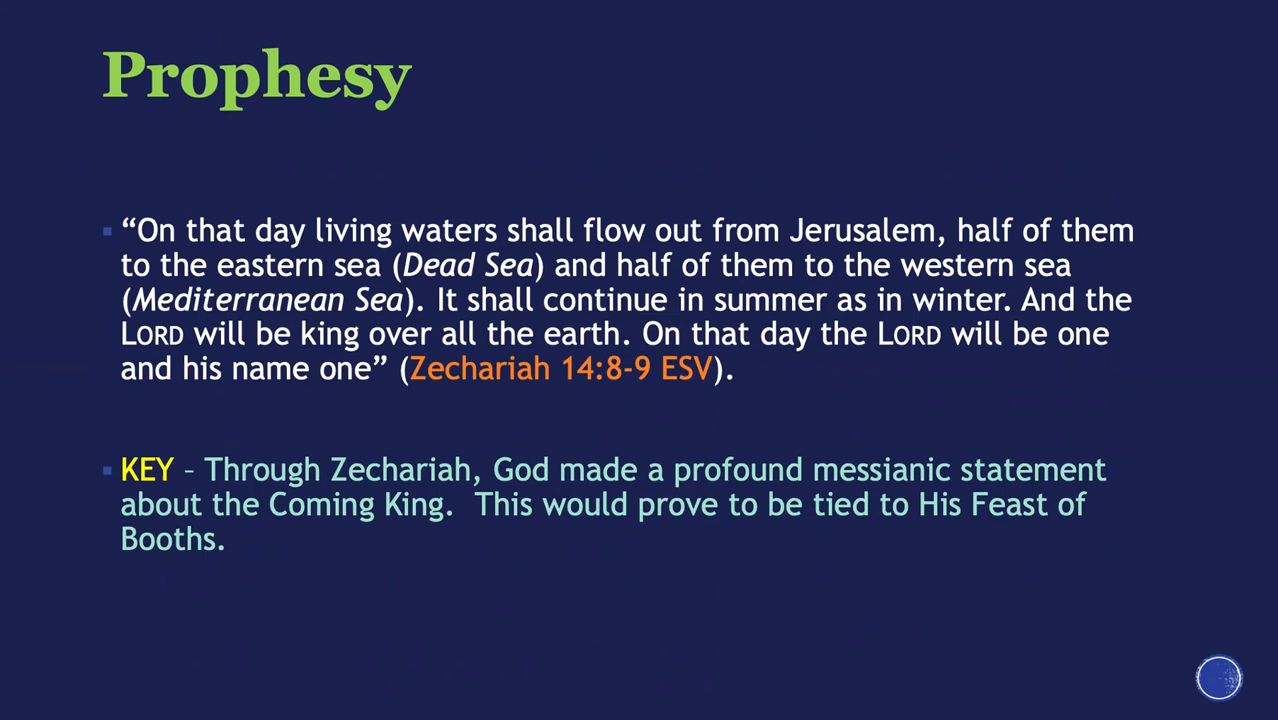 Prophesy
▪ “On that day living waters shall flow out from Jerusalem, half of them
to the eastern sea (Dead Sea) and half of them to the western sea
(Mediterranean Sea). It shall continue in summer as in winter. And the
LORD will be king over all the earth. On that day the LORD will be one
and his name one” (Zechariah 14:8-9 ESV).
▪ KEY – Through Zechariah, God made a profound messianic statement
about the Coming King.  This would prove to be tied to His Feast of
Booths.